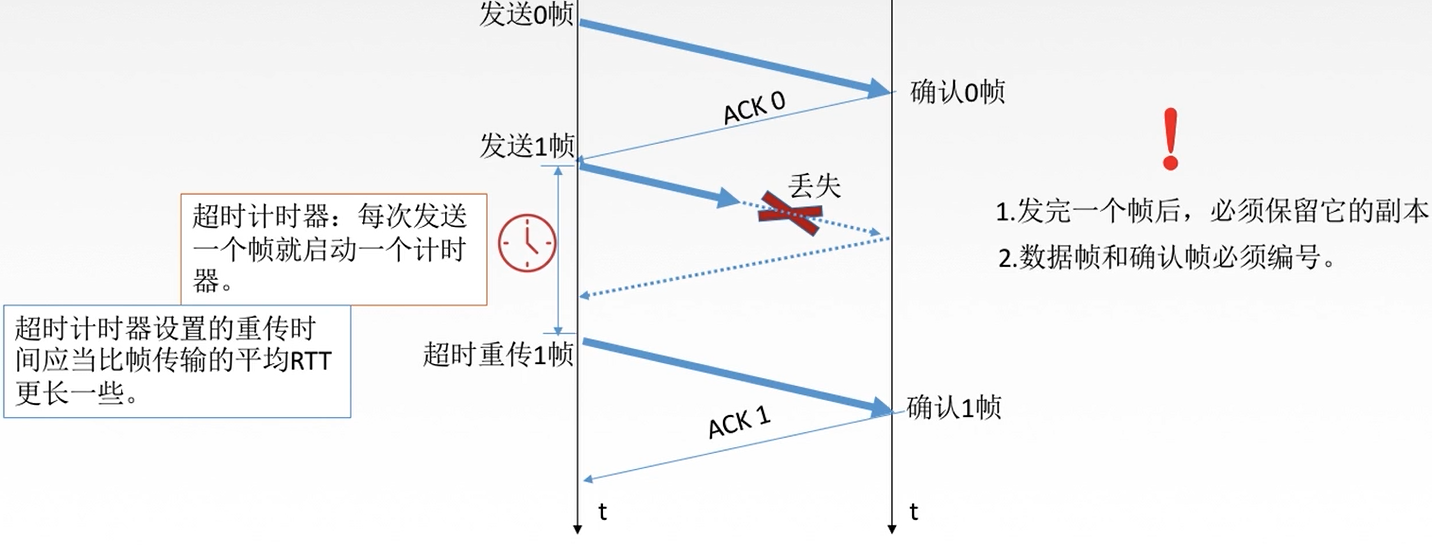 发送0帧
确认0帧
ACK 0
发送1帧
丢失
超时计时器：每次发送
一个帧就启动一个计时
器。
1.发完一个帧后，必须保留它的副本
2.数据帧和确认帧必须编号。
超时计时器设置的重传时
间应当比帧传输的平均RTT
更长一些。
超时重传1帧
确认1帧
ACK 1
t
t